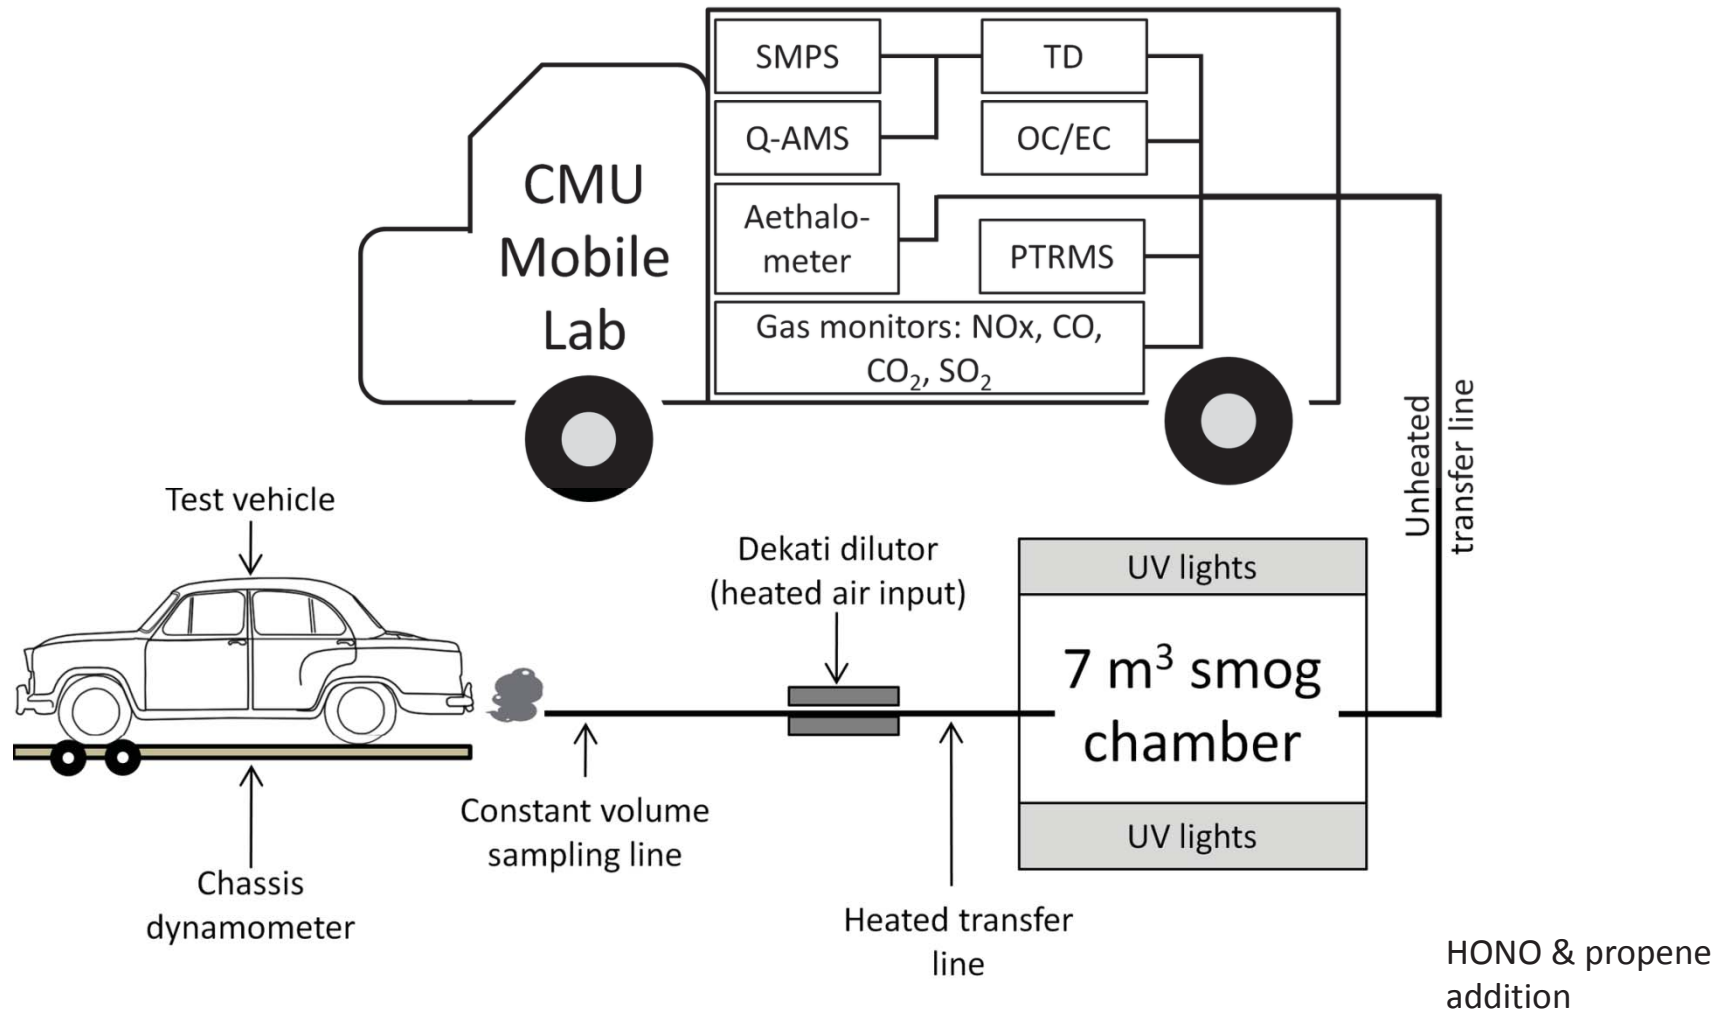 SMPS
TD
Q-AMS
OC/EC
CMU
Mobile
Lab
Aethalo-
meter
PTRMS
Gas monitors: NOx, CO,
CO₂, SO₂
Unheated
transfer line
Test vehicle
Dekati dilutor
(heated air input)
UV lights
7 m³ smog
chamber
UV lights
Constant volume
sampling line
Chassis
dynamometer
Heated transfer
line
HONO & propene
addition